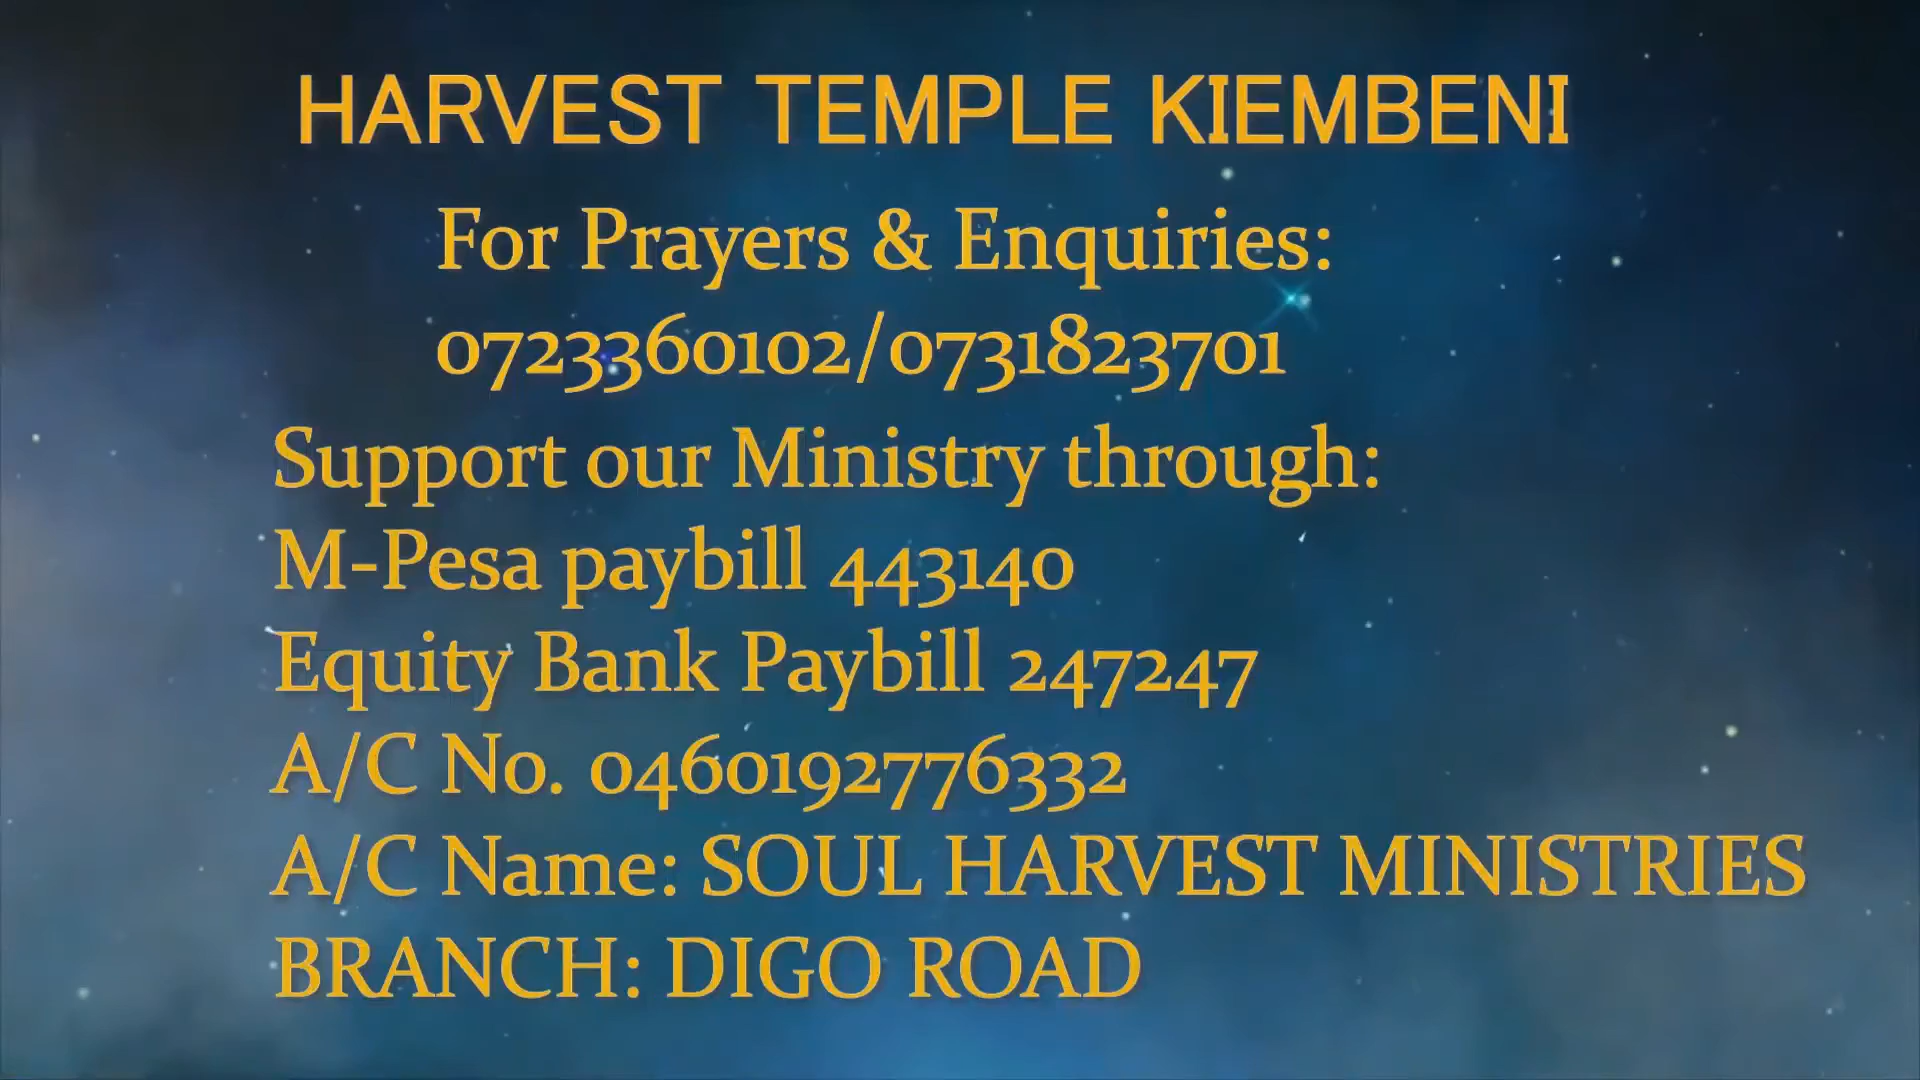 HARVEST TEMPLE KIEMBENI
For Prayers & Enquiries:
0723360102/0731823701
Support our Ministry through:
M-Pesa paybill 443140
Equity Bank Paybill 247247
A/C No. 0460192776332
A/C Name: SOUL HARVEST MINISTRIES
BRANCH: DIGO ROAD